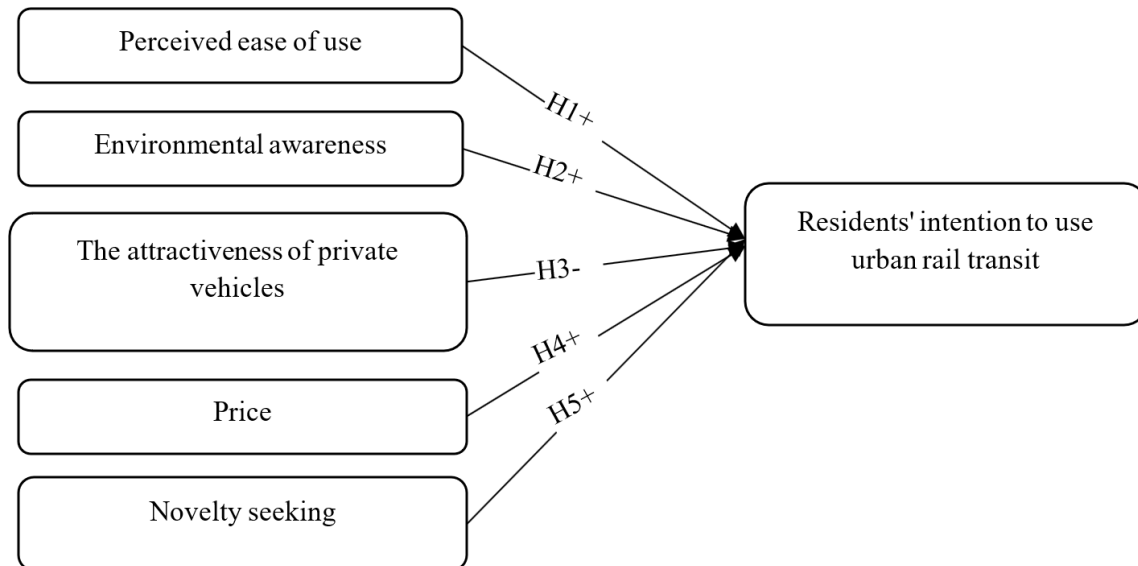 Perceived ease of use
H1+
Environmental awareness
H2+
Residents' intention to use
urban rail transit
The attractiveness of private
vehicles
H3-
H4+
Price
H5+
Novelty seeking